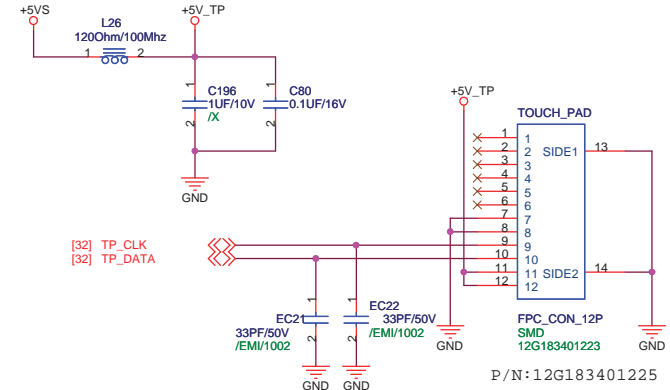 +5VS
+5V_TP
L26
120Ohm/100Mhz
1 2
1 1
C196
1UF/10V
/X
C80
0.1UF/16V
2 2
GND
+5V_TP
TOUCH_PAD
1 1
2 2 SIDE1 13
3 3
4 4
5 5
6 6
7 7
8 8
9 9
10 10
11 11 SIDE2 14
12 12
[32] TP_CLK
[32] TP_DATA
1 1
EC21
33PF/50V
/EMI/1002
EC22
33PF/50V
/EMI/1002
2 2
GND GND
GND
FPC_CON_12P
SMD
12G183401223
GND
P/N:12G183401225